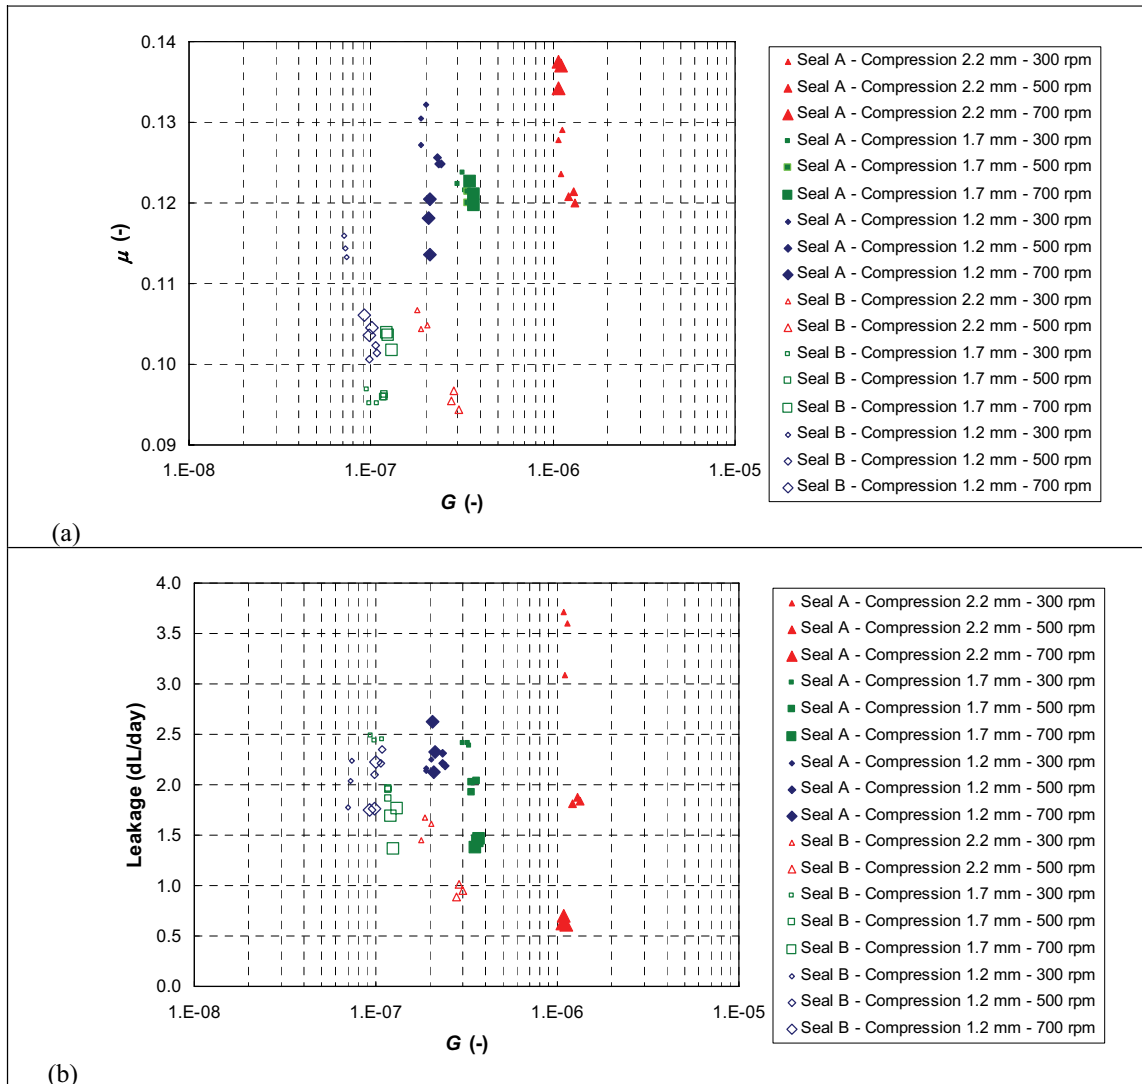 0.14
0.13
0.12
0.11
0.10
0.09
μ (-)
1.E-08 1.E-07 1.E-06 1.E-05
G (-)
Seal A - Compression 2.2 mm - 300 rpm
Seal A - Compression 2.2 mm - 500 rpm
Seal A - Compression 2.2 mm - 700 rpm
Seal A - Compression 1.7 mm - 300 rpm
Seal A - Compression 1.7 mm - 500 rpm
Seal A - Compression 1.7 mm - 700 rpm
Seal A - Compression 1.2 mm - 300 rpm
Seal A - Compression 1.2 mm - 500 rpm
Seal A - Compression 1.2 mm - 700 rpm
Seal B - Compression 2.2 mm - 300 rpm
Seal B - Compression 2.2 mm - 500 rpm
Seal B - Compression 1.7 mm - 300 rpm
Seal B - Compression 1.7 mm - 500 rpm
Seal B - Compression 1.7 mm - 700 rpm
Seal B - Compression 1.2 mm - 300 rpm
Seal B - Compression 1.2 mm - 500 rpm
Seal B - Compression 1.2 mm - 700 rpm
(a)
4.0
3.5
3.0
2.5
2.0
1.5
1.0
0.5
0.0
Leakage (dL/day)
1.E-08 1.E-07 1.E-06 1.E-05
G (-)
Seal A - Compression 2.2 mm - 300 rpm
Seal A - Compression 2.2 mm - 500 rpm
Seal A - Compression 2.2 mm - 700 rpm
Seal A - Compression 1.7 mm - 300 rpm
Seal A - Compression 1.7 mm - 500 rpm
Seal A - Compression 1.7 mm - 700 rpm
Seal A - Compression 1.2 mm - 300 rpm
Seal A - Compression 1.2 mm - 500 rpm
Seal A - Compression 1.2 mm - 700 rpm
Seal B - Compression 2.2 mm - 300 rpm
Seal B - Compression 2.2 mm - 500 rpm
Seal B - Compression 1.7 mm - 300 rpm
Seal B - Compression 1.7 mm - 500 rpm
Seal B - Compression 1.7 mm - 700 rpm
Seal B - Compression 1.2 mm - 300 rpm
Seal B - Compression 1.2 mm - 500 rpm
Seal B - Compression 1.2 mm - 700 rpm
(b)